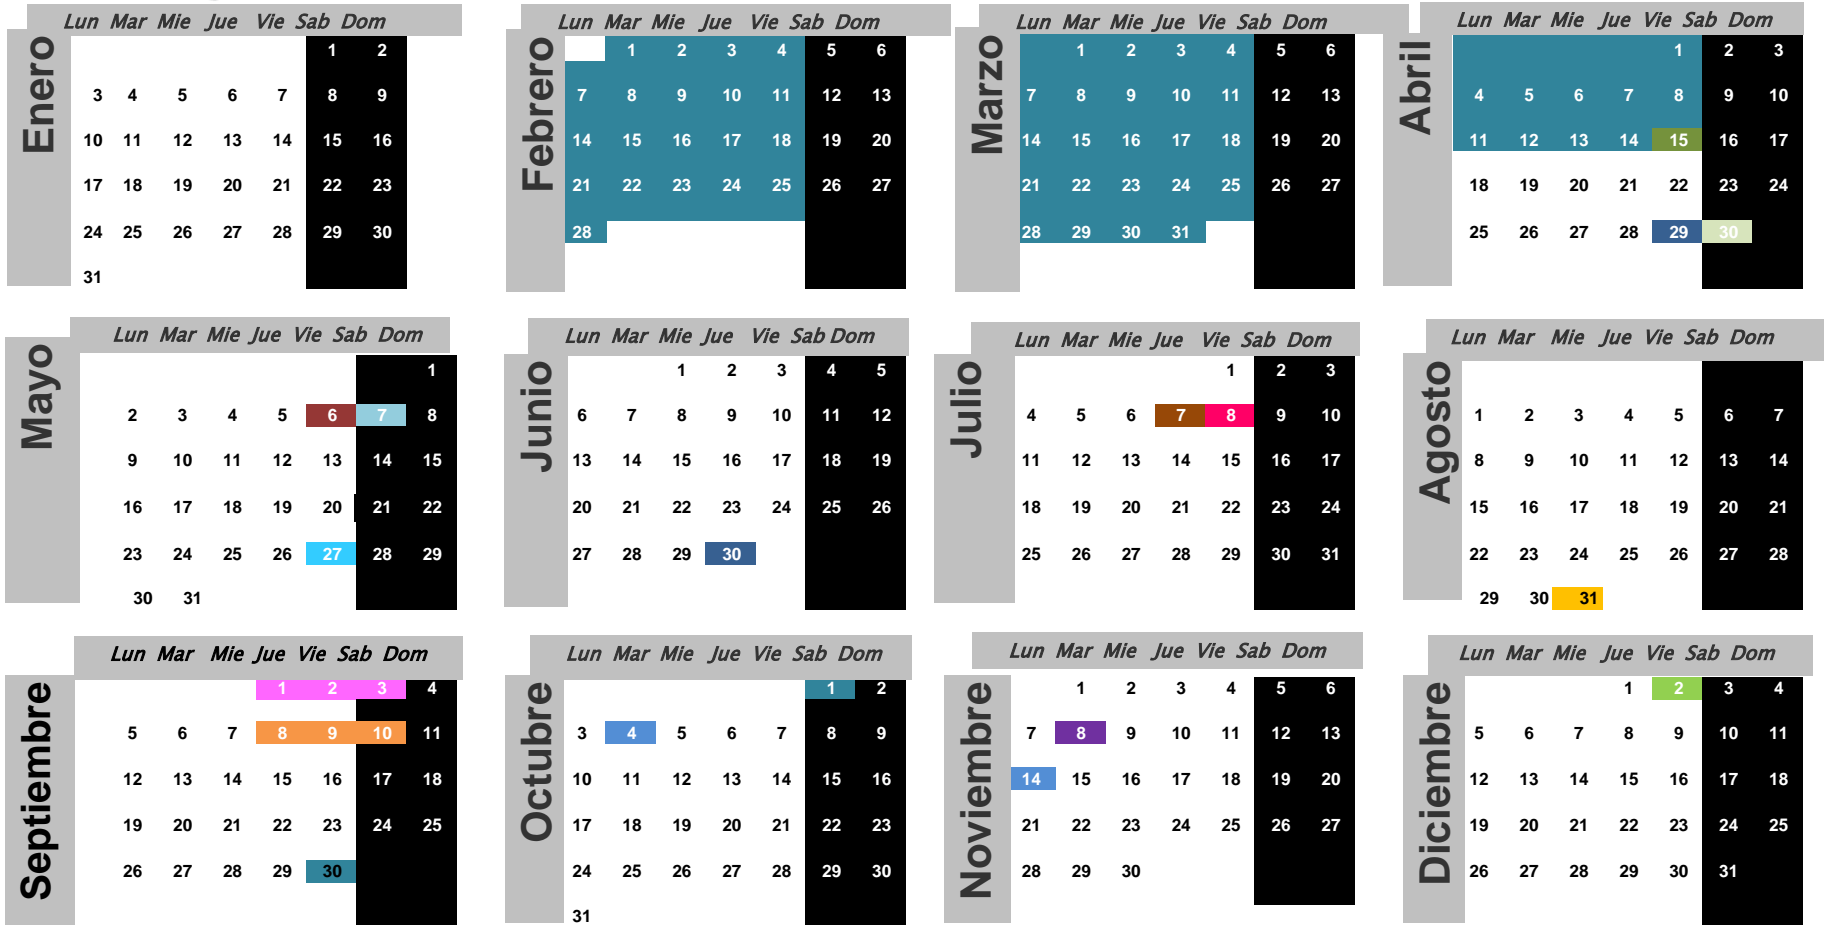 Enero
Lun Mar Mie Jue Vie Sab Dom
1 2
3 4 5 6 7 8 9
10 11 12 13 14 15 16
17 18 19 20 21 22 23
24 25 26 27 28 29 30
31
Febrero
Lun Mar Mie Jue Vie Sab Dom
1 2 3 4 5 6
7 8 9 10 11 12 13
14 15 16 17 18 19 20
21 22 23 24 25 26 27
28
Marzo
Lun Mar Mie Jue Vie Sab Dom
1 2 3 4 5 6
7 8 9 10 11 12 13
14 15 16 17 18 19 20
21 22 23 24 25 26 27
28 29 30 31
Abril
Lun Mar Mie Jue Vie Sab Dom
1 2 3
4 5 6 7 8 9 10
11 12 13 14 15 16 17
18 19 20 21 22 23 24
25 26 27 28 29 30
Mayo
Lun Mar Mie Jue Vie Sab Dom
1
2 3 4 5 6 7 8
9 10 11 12 13 14 15
16 17 18 19 20 21 22
23 24 25 26 27 28 29
30 31
Junio
Lun Mar Mie Jue Vie Sab Dom
1 2 3 4 5
6 7 8 9 10 11 12
13 14 15 16 17 18 19
20 21 22 23 24 25 26
27 28 29 30
Julio
Lun Mar Mie Jue Vie Sab Dom
1 2 3
4 5 6 7 8 9 10
11 12 13 14 15 16 17
18 19 20 21 22 23 24
25 26 27 28 29 30 31
Agosto
Lun Mar Mie Jue Vie Sab Dom
1 2 3 4 5 6 7
8 9 10 11 12 13 14
15 16 17 18 19 20 21
22 23 24 25 26 27 28
29 30 31
Septiembre
Lun Mar Mie Jue Vie Sab Dom
1 2 3 4
5 6 7 8 9 10 11
12 13 14 15 16 17 18
19 20 21 22 23 24 25
26 27 28 29 30
Octubre
Lun Mar Mie Jue Vie Sab Dom
1 2
3 4 5 6 7 8 9
10 11 12 13 14 15 16
17 18 19 20 21 22 23
24 25 26 27 28 29 30
31
Noviembre
Lun Mar Mie Jue Vie Sab Dom
1 2 3 4 5 6
7 8 9 10 11 12 13
14 15 16 17 18 19 20
21 22 23 24 25 26 27
28 29 30
Diciembre
Lun Mar Mie Jue Vie Sab Dom
1 2 3 4
5 6 7 8 9 10 11
12 13 14 15 16 17 18
19 20 21 22 23 24 25
26 27 28 29 30 31